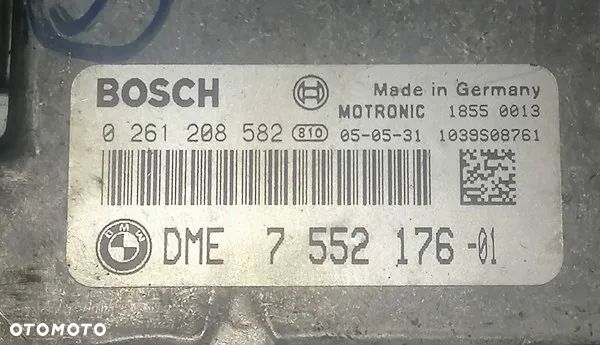 BOSCH Made in Germany
MOTRONIC 1855 0013
0 261 208 582 810 05-05-31 1039S08761
BMW DME 7 552 176-01
OTOMOTO